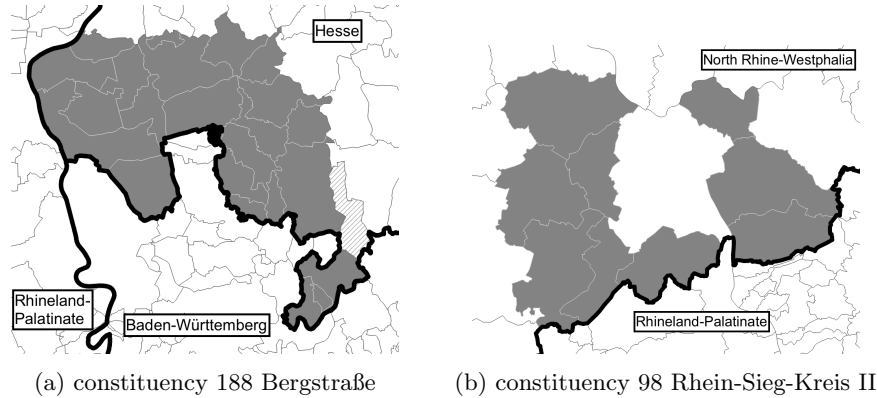 Hesse
Rhineland-
Palatinate
Baden-Württemberg
(a) constituency 188 Bergstraße
North Rhine-Westphalia
Rhineland-Palatinate
(b) constituency 98 Rhein-Sieg-Kreis II